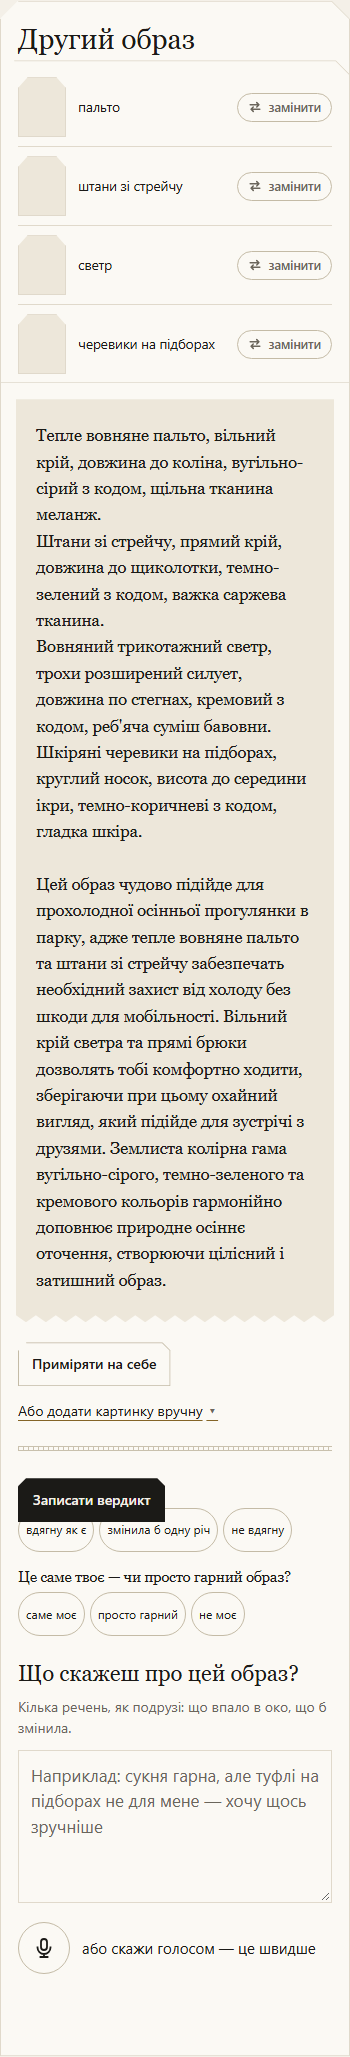 Другий образ
пальто
замінити
штани зі стрейчу
замінити
светр
замінити
черевики на підборах
замінити
Тепле вовняне пальто, вільний
крій, довжина до коліна, вугільно-
сірий з кодом, щільна тканина
меланж.
Штани зі стрейчу, прямий крій,
довжина до щиколотки, темно-
зелений з кодом, важка саржева
тканина.
Вовняний трикотажний светр,
трохи розширений силует,
довжина по стегнах, кремовий з
кодом, реб'яча суміш бавовни.
Шкіряні черевики на підборах,
круглий носок, висота до середини
ікри, темно-коричневі з кодом,
гладка шкіра.
Цей образ чудово підійде для
прохолодної осінньої прогулянки в
парку, адже тепле вовняне пальто
та штани зі стрейчу забезпечать
необхідний захист від холоду без
шкоди для мобільності. Вільний
крій светра та прямі брюки
дозволять тобі комфортно ходити,
зберігаючи при цьому охайний
вигляд, який підійде для зустрічі з
друзями. Землиста колірна гама
вугільно-сірого, темно-зеленого та
кремового кольорів гармонійно
доповнює природне осіннє
оточення, створюючи цілісний і
затишний образ.
Приміряти на себе
Або додати картинку вручну
Записати вердикт
вдягну як є
змінила б одну річ
не вдягну
Це саме твоє — чи просто гарний образ?
саме моє
просто гарний
не моє
Що скажеш про цей образ?
Кілька речень, як подрузі: що впало в око, що б
змінила.
Наприклад: сукня гарна, але туфлі на
підборах не для мене — хочу щось
зручніше
або скажи голосом — це швидше